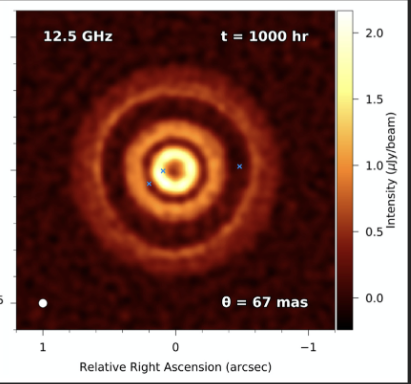 12.5 GHz t = 1000 hr
2.0
1.5
1.0
0.5
0.0
Intensity (μJy/beam)
θ = 67 mas
1 0 −1
Relative Right Ascension (arcsec)